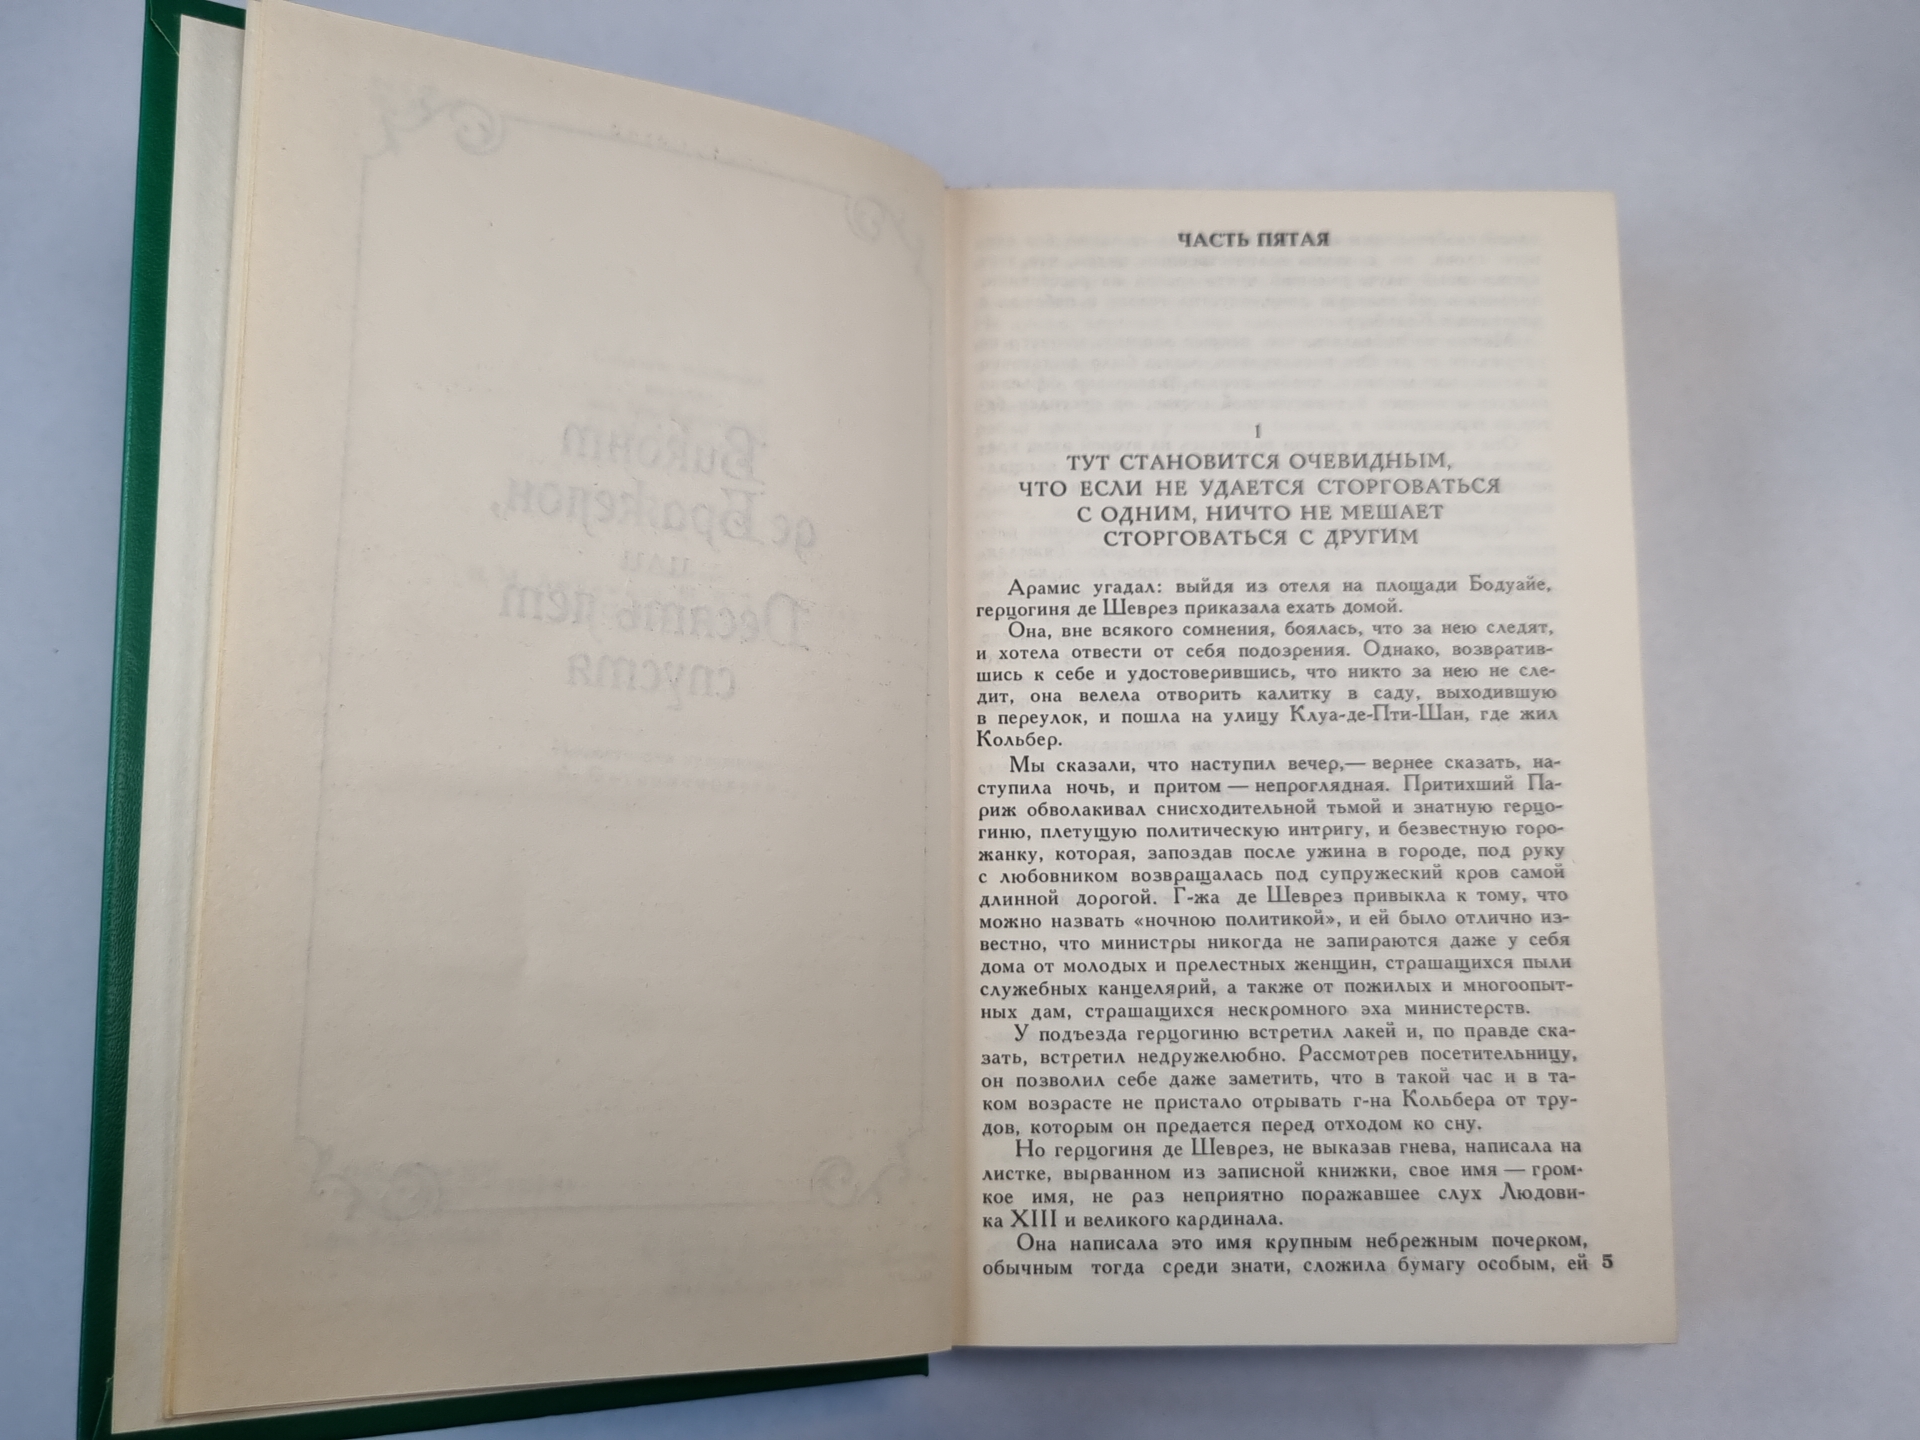 Виконт
де Бражелон,
или
Десять лет
спустя
ЧАСТЬ ПЯТАЯ
1
ТУТ СТАНОВИТСЯ ОЧЕВИДНЫМ,
ЧТО ЕСЛИ НЕ УДАЕТСЯ СТОРГОВАТЬСЯ
С ОДНИМ, НИЧТО НЕ МЕШАЕТ
СТОРГОВАТЬСЯ С ДРУГИМ
Арамис угадал: выйдя из отеля на площади Бодуайе,
герцогиня де Шеврез приказала ехать домой.
Она, вне всякого сомнения, боялась, что за нею следят,
и хотела отвести от себя подозрения. Однако, возвратив-
шись к себе и удостоверившись, что никто за нею не сле-
дит, она велела отворить калитку в саду, выходившую
в переулок, и пошла на улицу Клуа-де-Пти-Шан, где жил
Кольбер.
Мы сказали, что наступил вечер,— вернее сказать, на-
ступила ночь, и притом — непроглядная. Притихший Па-
риж обволакивал снисходительной тьмой и знатную герцо-
гиню, плетущую политическую интригу, и безвестную горо-
жанку, которая, запоздав после ужина в городе, под руку
с любовником возвращалась под супружеский кров самой
длинной дорогой. Г-жа де Шеврез привыкла к тому, что
можно назвать «ночною политикой», и ей было отлично из-
вестно, что министры никогда не запираются даже у себя
дома от молодых и прелестных женщин, страшащихся пыли
служебных канцелярий, а также от пожилых и многоопыт-
ных дам, страшащихся нескромного эха министерств.
У подъезда герцогиню встретил лакей и, по правде ска-
зать, встретил недружелюбно. Рассмотрев посетительницу,
он позволил себе даже заметить, что в такой час и в та-
ком возрасте не пристало отрывать г-на Кольбера от тру-
дов, которым он предается перед отходом ко сну.
Но герцогиня де Шеврез, не выказав гнева, написала на
листке, вырванном из записной книжки, свое имя — гром-
кое имя, не раз неприятно поражавшее слух Людови-
ка XIII и великого кардинала.
Она написала это имя крупным небрежным почерком,
обычным тогда среди знати, сложила бумагу особым, ей 5